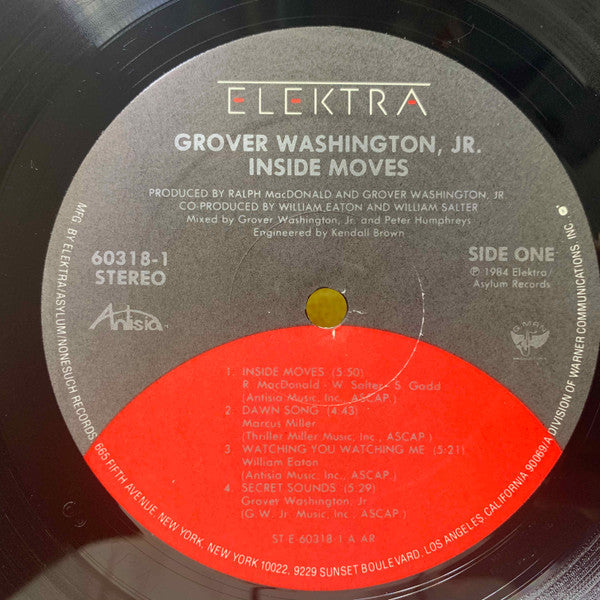 ELEKTRA
GROVER WASHINGTON, JR.
INSIDE MOVES
PRODUCED BY RALPH MacDONALD AND GROVER WASHINGTON, JR
CO-PRODUCED BY WILLIAM EATON AND WILLIAM SALTER
Mixed by Grover Washington, Jr. and Peter Humphreys
Engineered by Kendall Brown
60318-1
STEREO
SIDE ONE
℗ 1984 Elektra/
Asylum Records
Antisia
G MAN
1. INSIDE MOVES (5:50)
R. MacDonald - W. Salter - S. Gadd
(Antisia Music, Inc., ASCAP.)
2. DAWN SONG (4:43)
Marcus Miller
(Thriller Miller Music, Inc., ASCAP.)
3. WATCHING YOU WATCHING ME (5:21)
William Eaton
(Antisia Music, Inc., ASCAP.)
4. SECRET SOUNDS (5:29)
Grover Washington, Jr.
(G.W. Jr. Music, Inc., ASCAP.)
ST E-60318-1 A AR
MFG. BY ELEKTRA/ASYLUM/NONESUCH RECORDS, 665 FIFTH AVENUE, NEW YORK, NEW YORK 10022, 9229 SUNSET BOULEVARD, LOS ANGELES, CALIFORNIA 90069/A DIVISION OF WARNER COMMUNICATIONS INC.